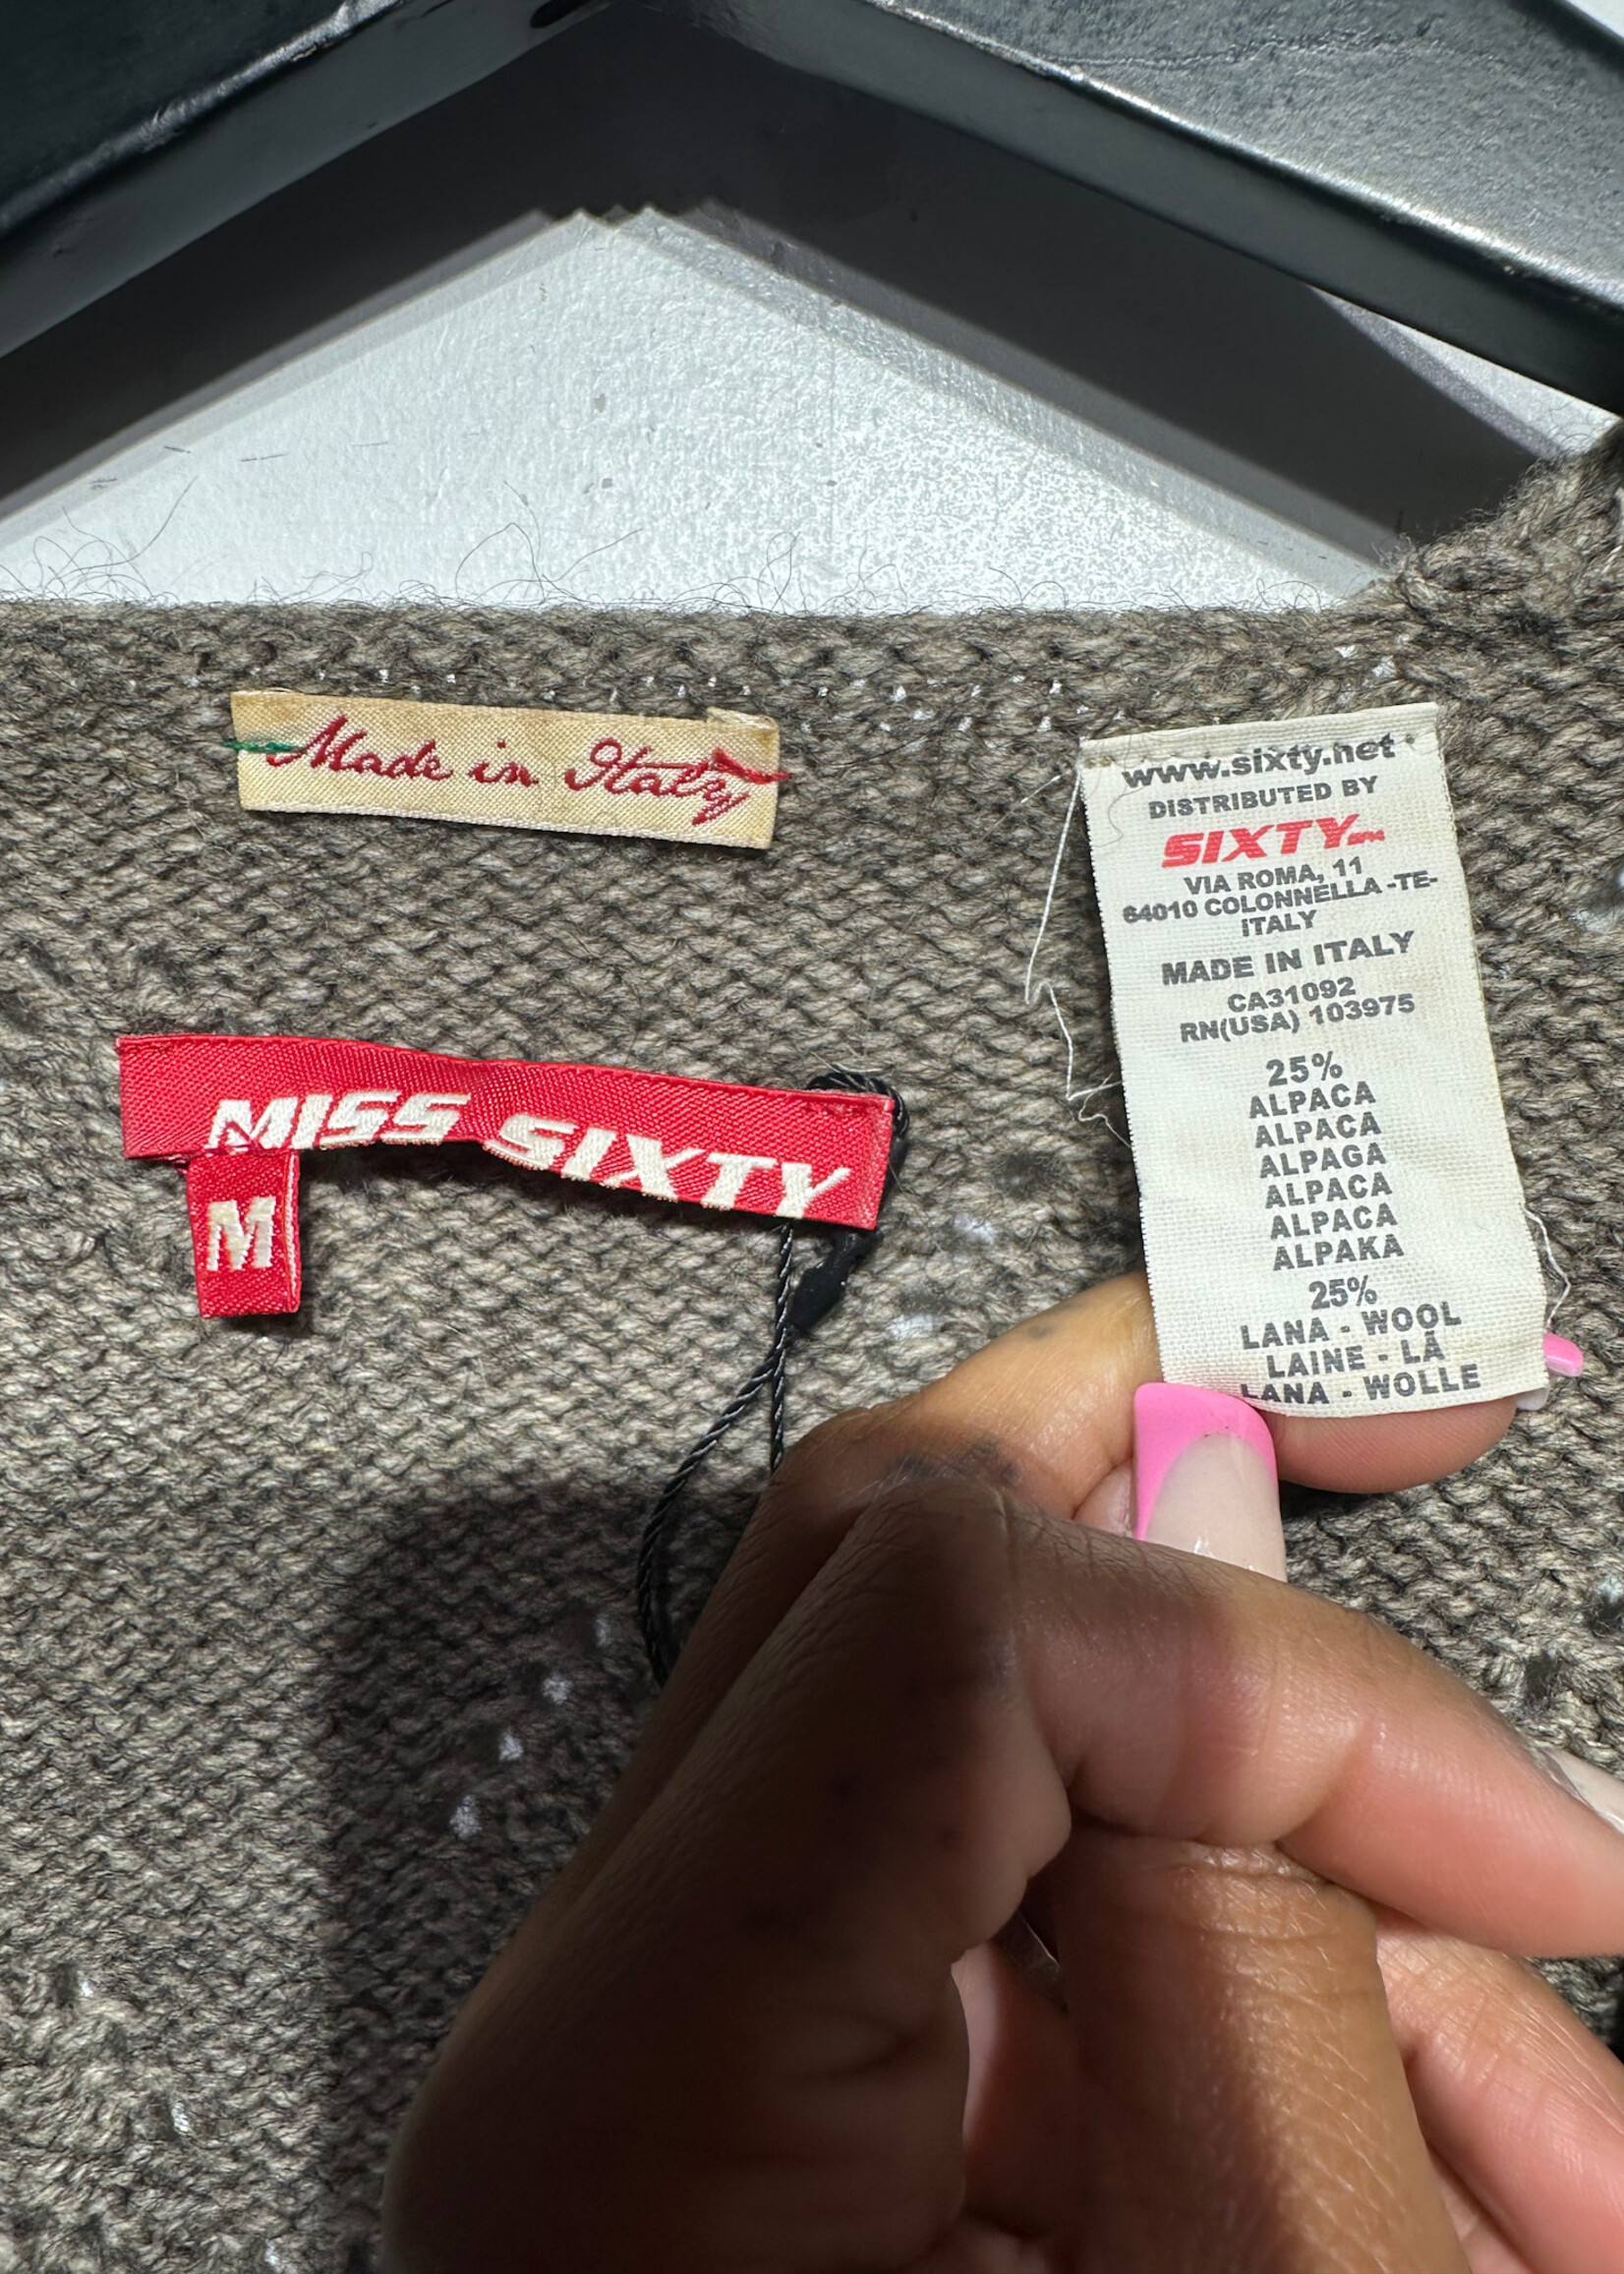 Made in Italy
MISS SIXTY
M
www.sixty.net
DISTRIBUTED BY
SIXTY
VIA ROMA, 11
64010 COLONNELLA -TE-
ITALY
MADE IN ITALY
CA31092
RN(USA) 103975
25%
ALPACA
ALPACA
ALPAGA
ALPACA
ALPACA
ALPAKA
25%
LANA - WOOL
LAINE - LÃ
LANA - WOLLE